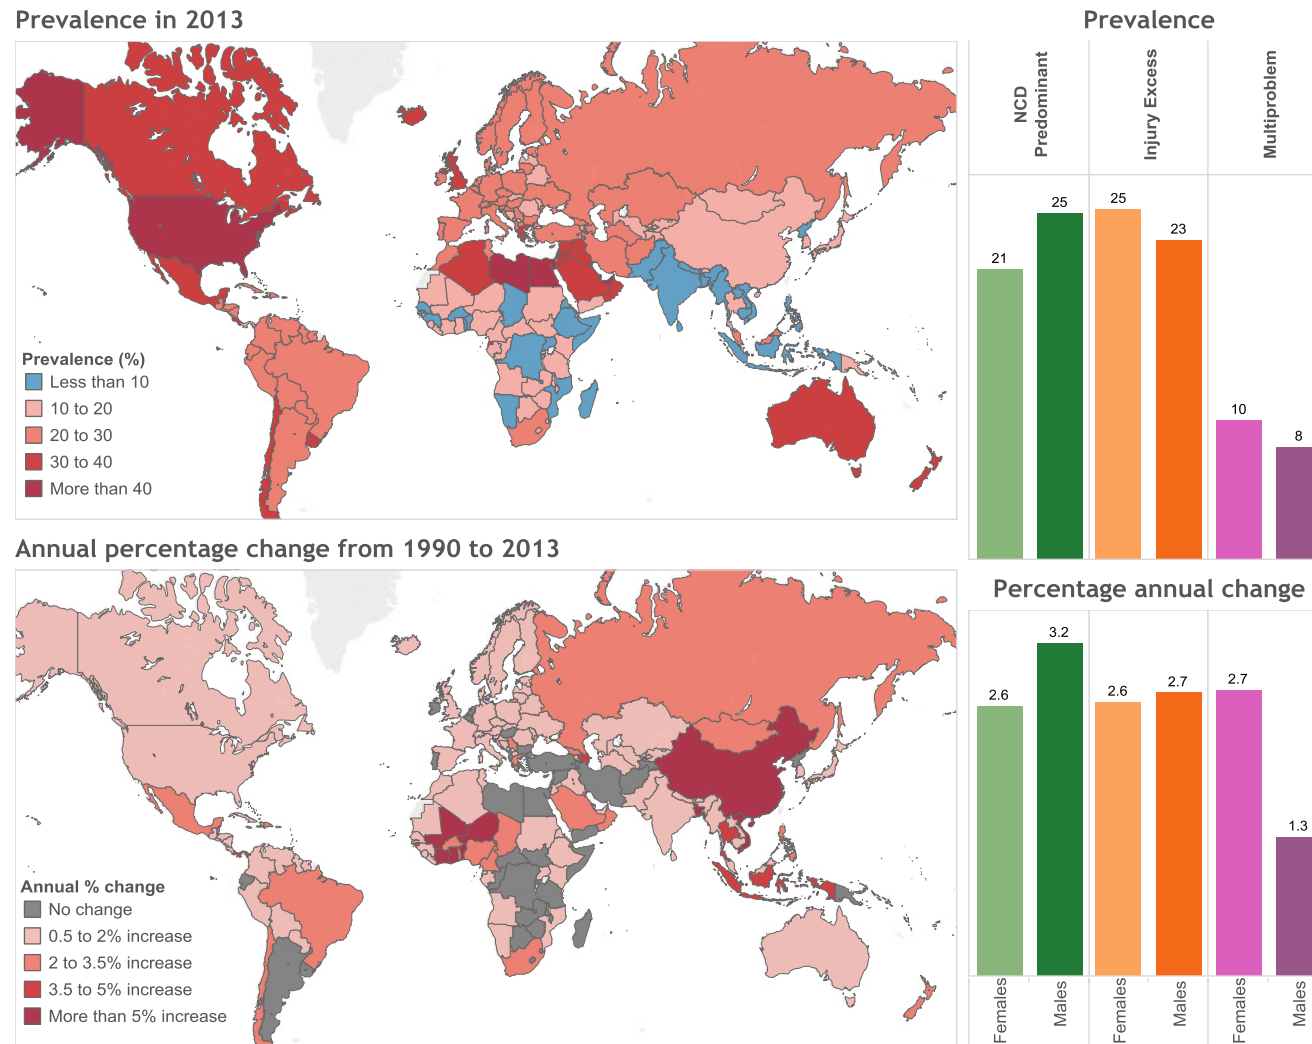 Prevalence in 2013
Prevalence (%)
Less than 10
10 to 20
20 to 30
30 to 40
More than 40
Prevalence
NCD
Predominant
Injury Excess
Multiproblem
21
25
25
23
10
8
Annual percentage change from 1990 to 2013
Annual % change
No change
0.5 to 2% increase
2 to 3.5% increase
3.5 to 5% increase
More than 5% increase
Percentage annual change
2.6
3.2
2.6
2.7
2.7
1.3
Females
Males
Females
Males
Females
Males